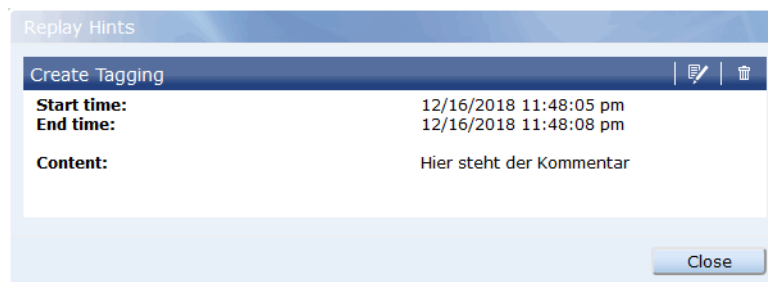 Replay Hints
Create Tagging
Start time: 12/16/2018 11:48:05 pm
End time: 12/16/2018 11:48:08 pm
Content: Hier steht der Kommentar
Close